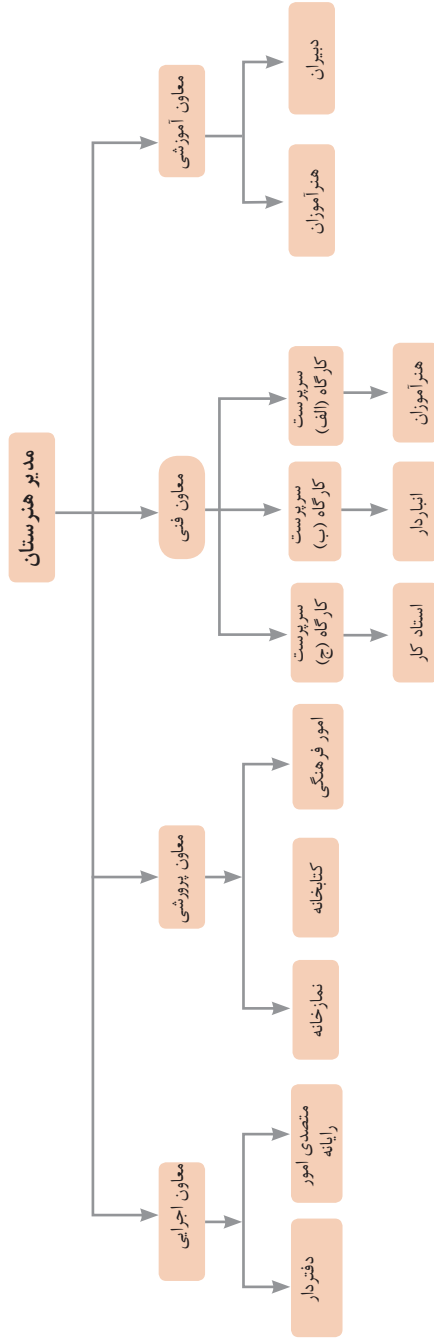 مدیر هنرستان
معاون آموزشی
معاون فنی
معاون پرورشی
معاون اجرایی
دبیران
هنرآموزان
سرپرست
کارگاه (الف)
سرپرست
کارگاه (ب)
سرپرست
کارگاه (ج)
امور فرهنگی
کتابخانه
نمازخانه
متصدی امور
رایانه
دفتردار
هنرآموزان
انباردار
استاد کار